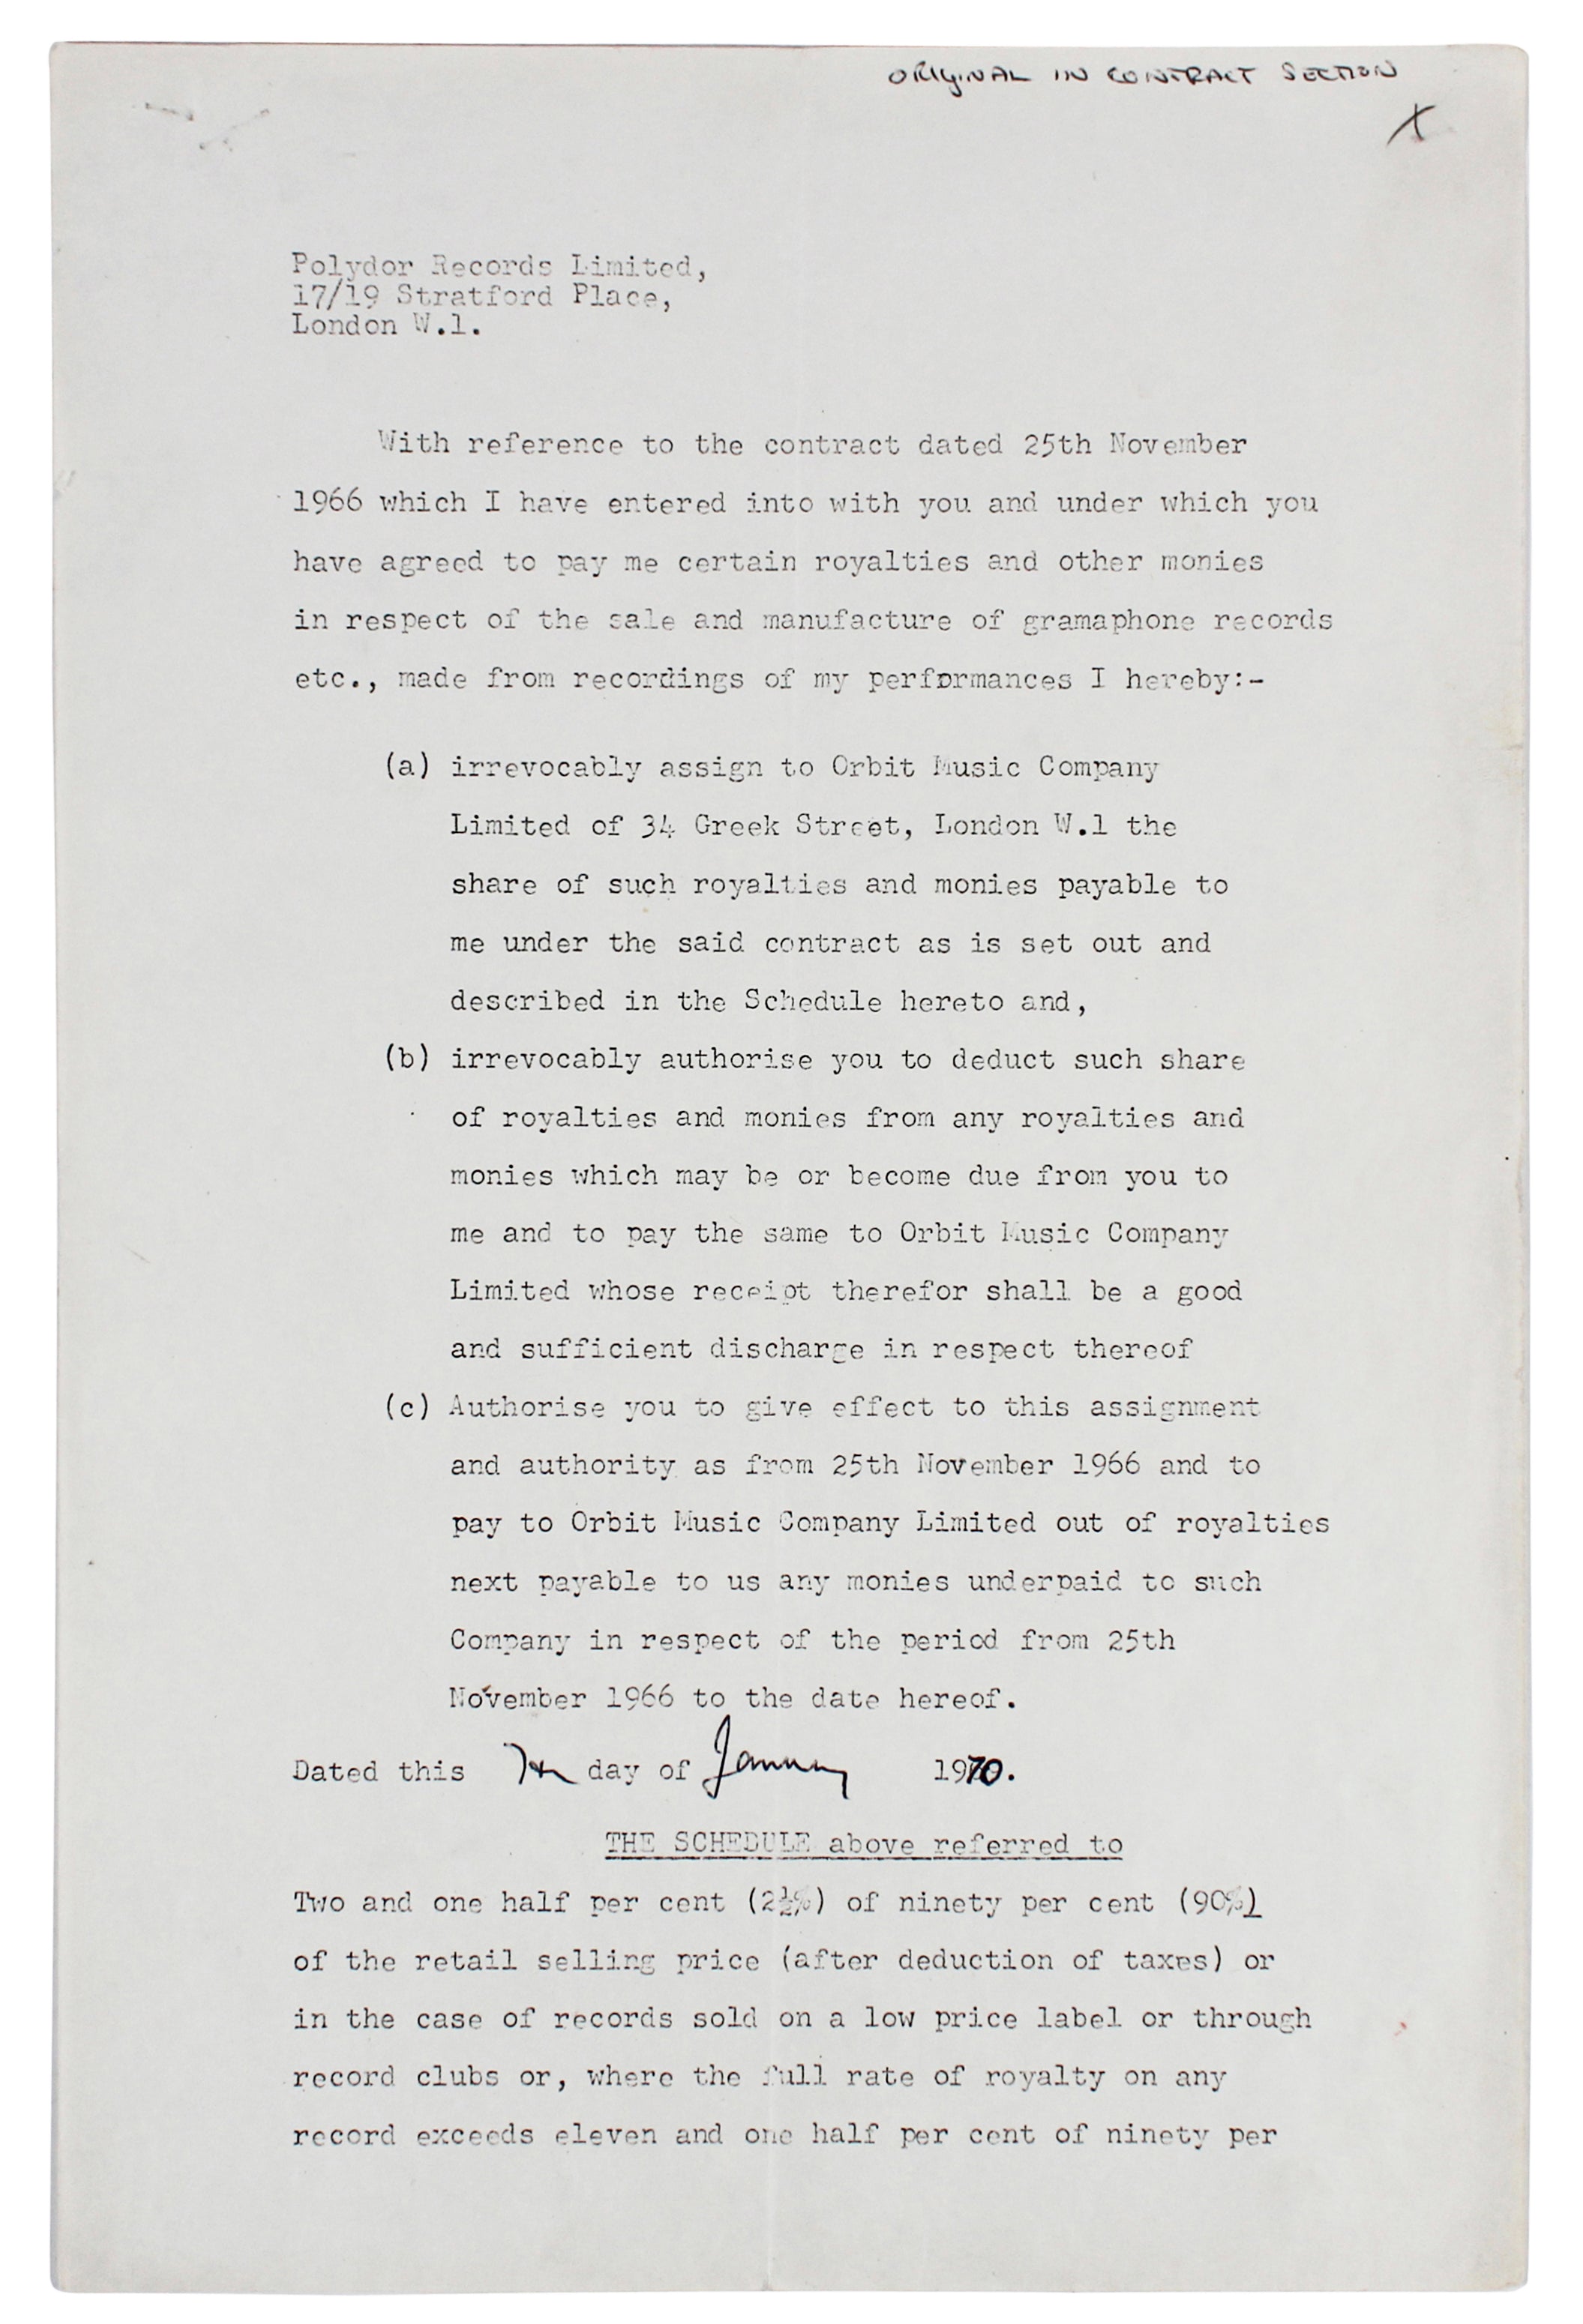 ORIGINAL IN CONTRACT SECTION
X
Polydor Records Limited,
17/19 Stratford Place,
London W.1.
With reference to the contract dated 25th November
1966 which I have entered into with you and under which you
have agreed to pay me certain royalties and other monies
in respect of the sale and manufacture of gramaphone records
etc., made from recordings of my performances I hereby:-
(a) irrevocably assign to Orbit Music Company
Limited of 34 Greek Street, London W.1 the
share of such royalties and monies payable to
me under the said contract as is set out and
described in the Schedule hereto and,
(b) irrevocably authorise you to deduct such share
of royalties and monies from any royalties and
monies which may be or become due from you to
me and to pay the same to Orbit Music Company
Limited whose receipt therefor shall be a good
and sufficient discharge in respect thereof
(c) Authorise you to give effect to this assignment
and authority as from 25th November 1966 and to
pay to Orbit Music Company Limited out of royalties
next payable to us any monies underpaid to such
Company in respect of the period from 25th
November 1966 to the date hereof.
Dated this 7th day of January 1970.
THE SCHEDULE above referred to
Two and one half per cent (2½%) of ninety per cent (90%)
of the retail selling price (after deduction of taxes) or
in the case of records sold on a low price label or through
record clubs or, where the full rate of royalty on any
record exceeds eleven and one half per cent of ninety per